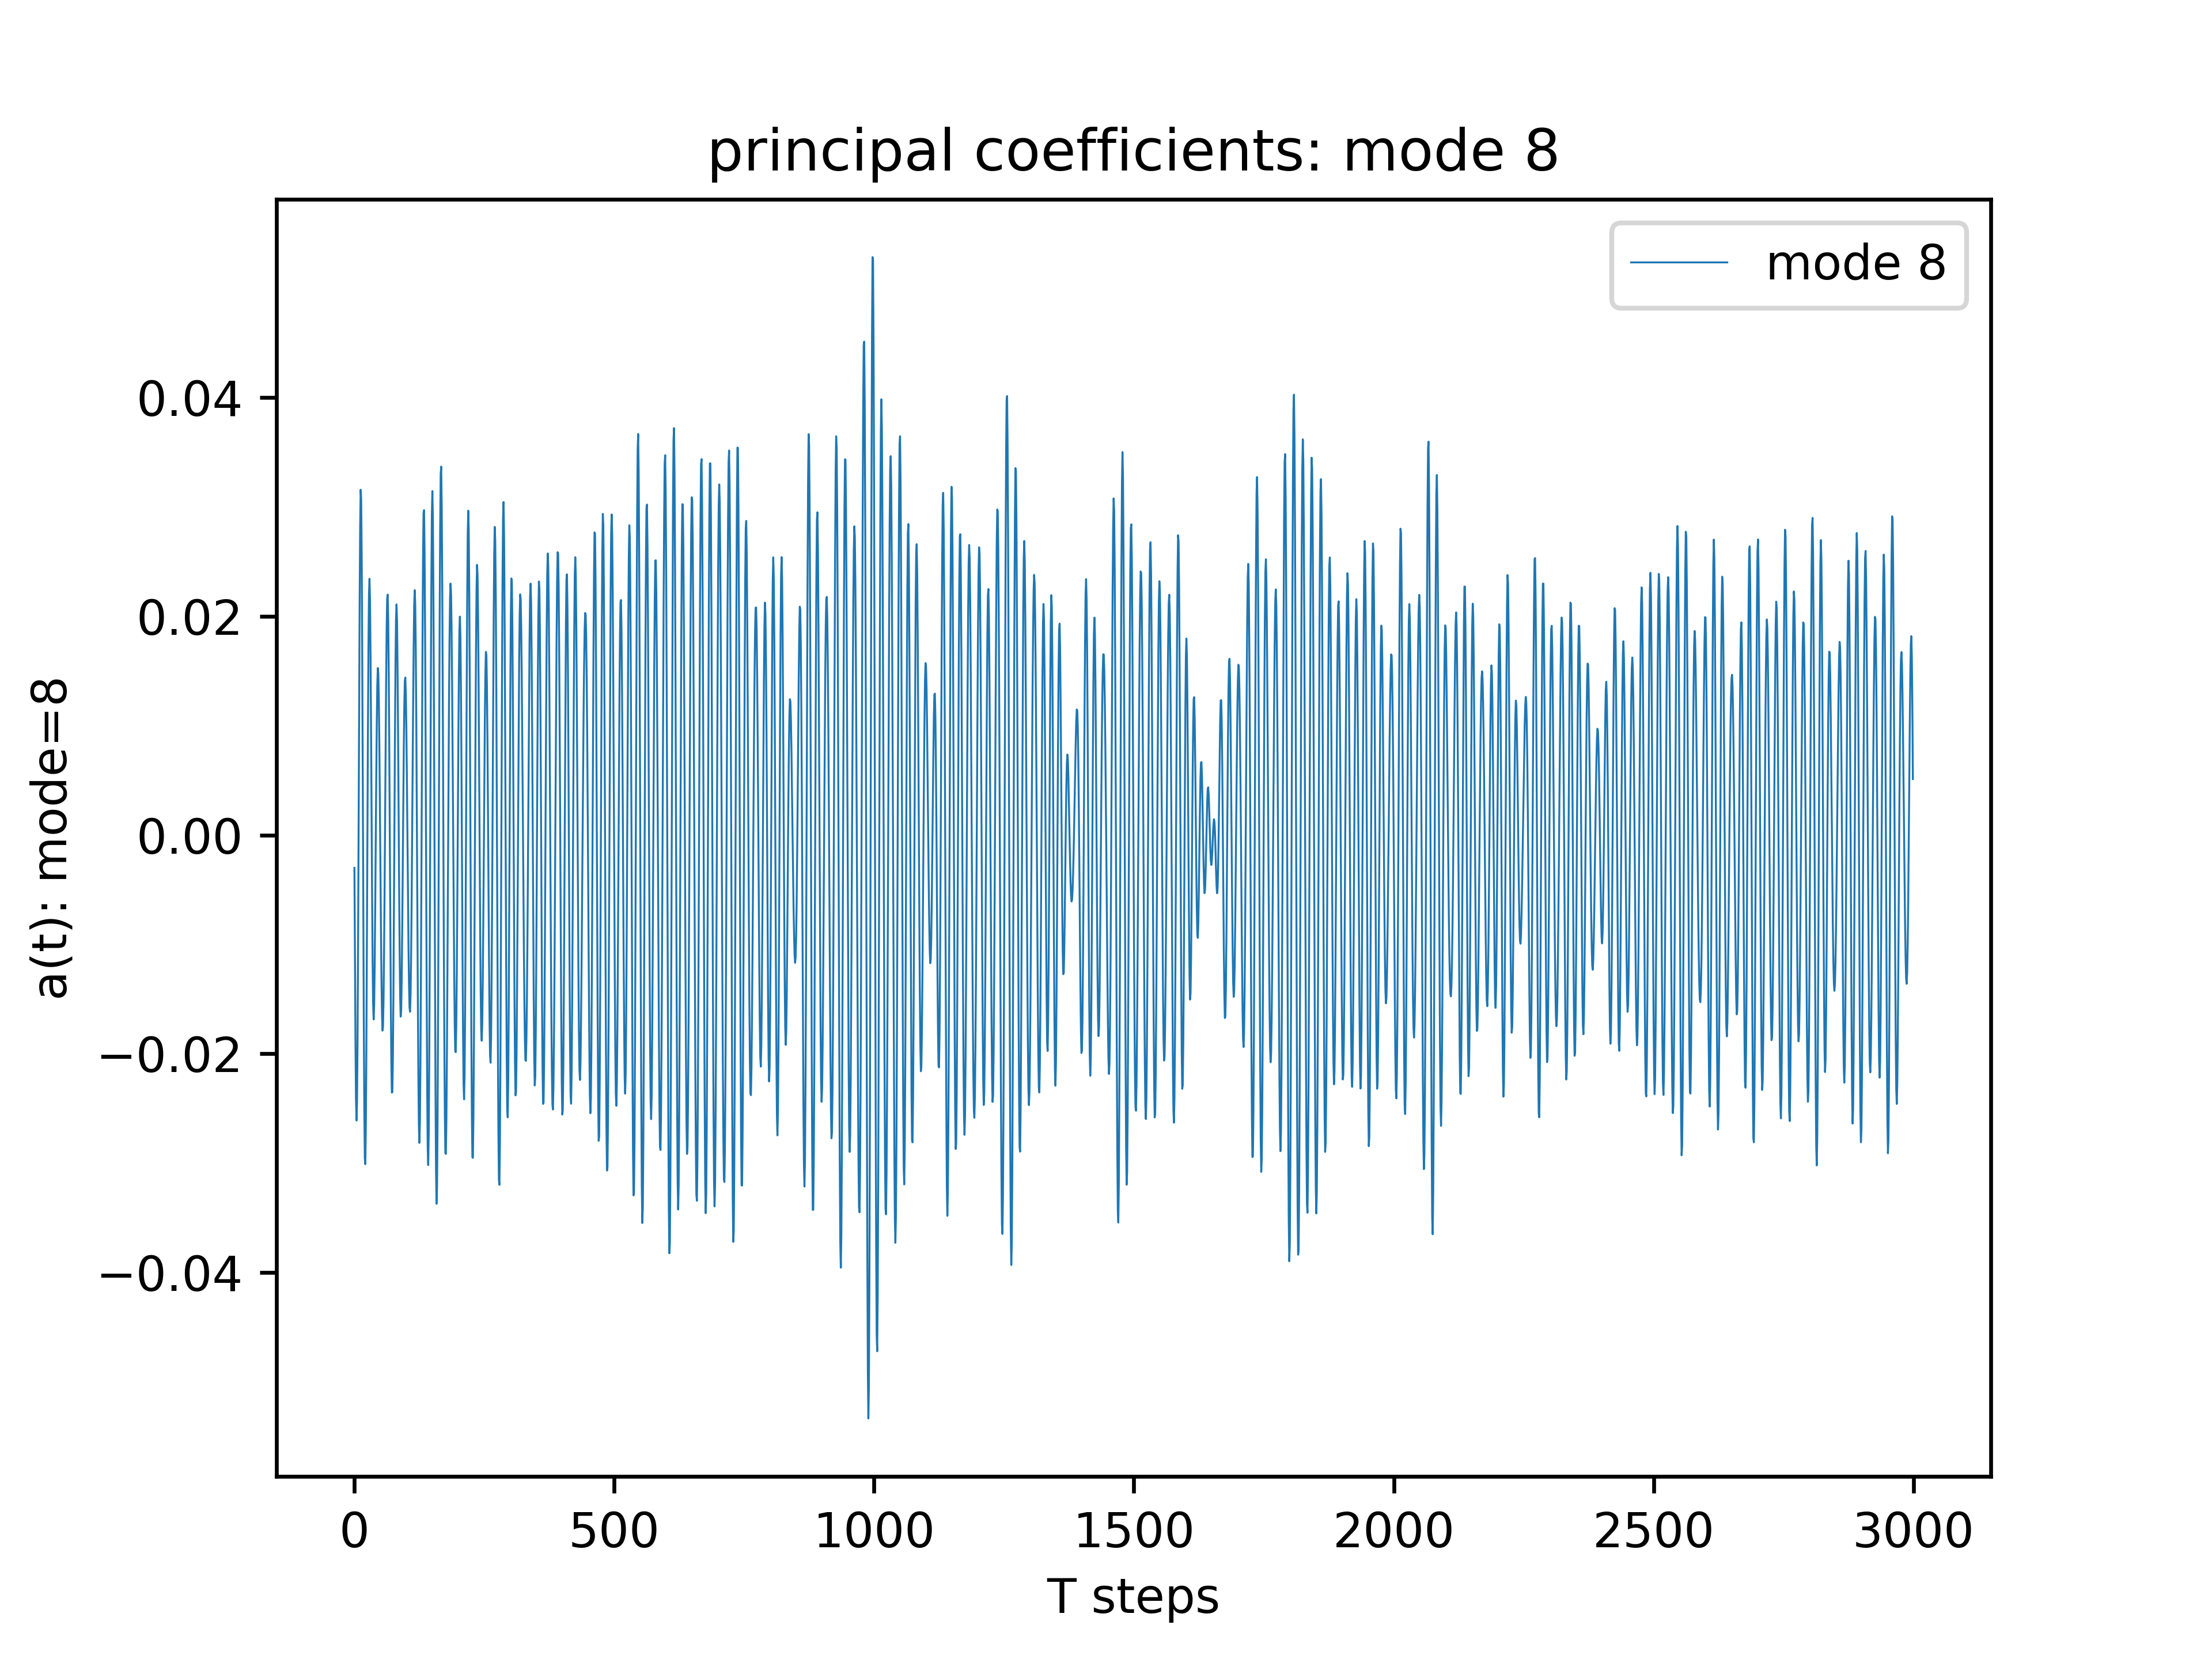 principal coefficients: mode 8
mode 8
a(t): mode=8
0.04
0.02
0.00
−0.02
−0.04
0 500 1000 1500 2000 2500 3000
T steps